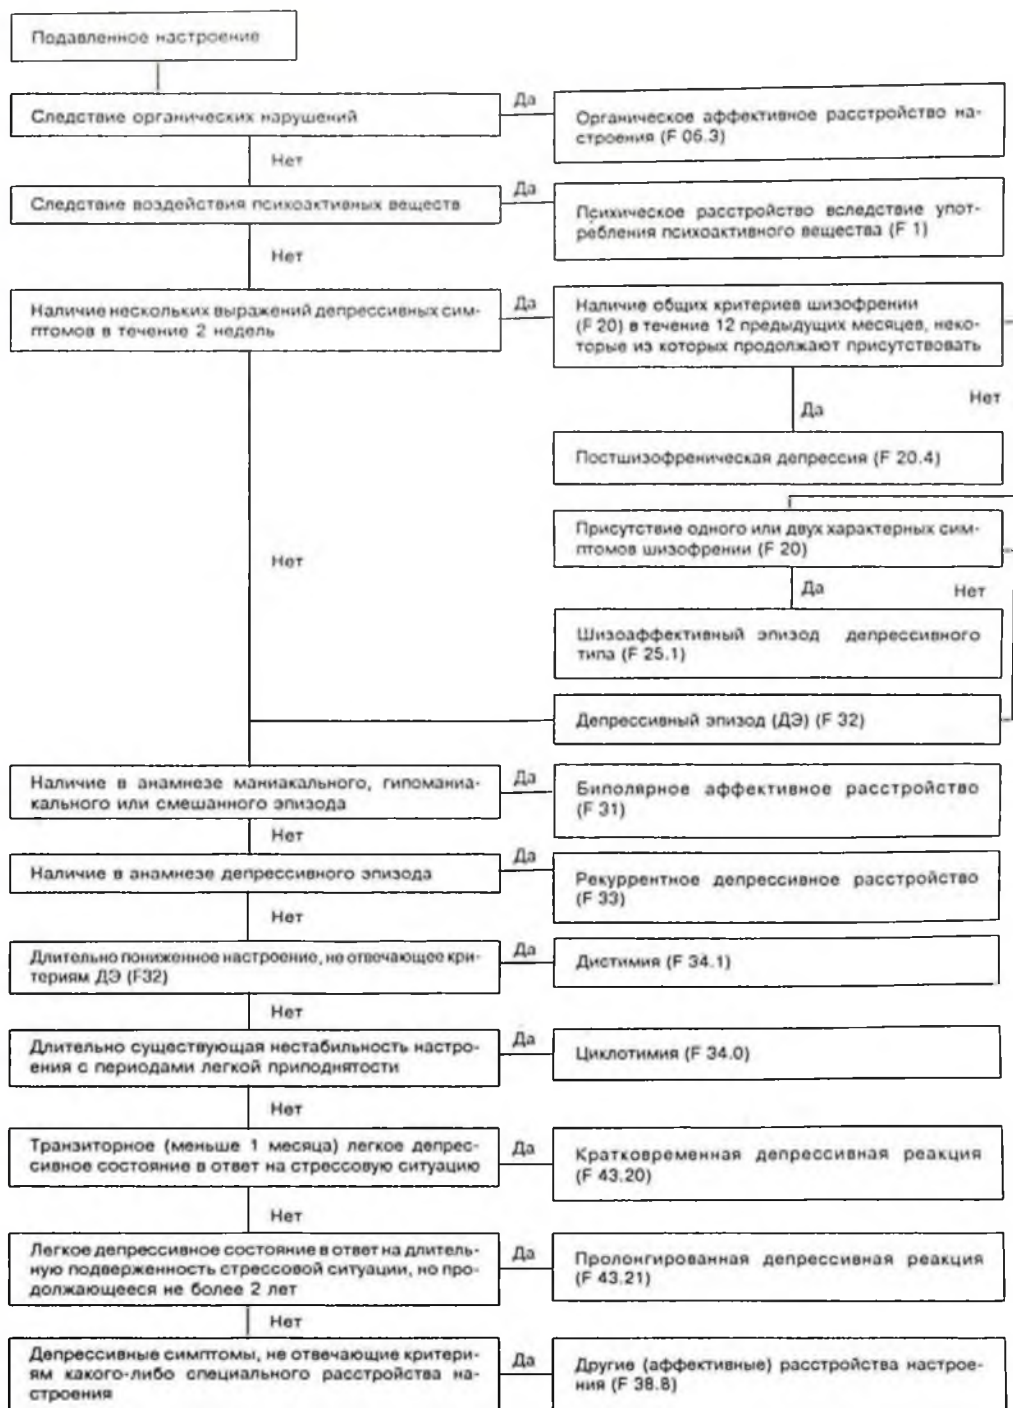 Подавленное настроение
Следствие органических нарушений
Да
Органическое аффективное расстройство на-
строения (F 06.3)
Нет
Следствие воздействия психоактивных веществ
Да
Психическое расстройство вследствие упот-
ребления психоактивного вещества (F 1)
Нет
Наличие нескольких выражений депрессивных сим-
птомов в течение 2 недель
Да
Наличие общих критериев шизофрении
(F 20) в течение 12 предыдущих месяцев, неко-
торые из которых продолжают присутствовать
Да
Нет
Постшизофреническая депрессия (F 20.4)
Присутствие одного или двух характерных сим-
птомов шизофрении (F 20)
Нет
Да
Нет
Шизоаффективный эпизод депрессивного
типа (F 25.1)
Депрессивный эпизод (ДЭ) (F 32)
Наличие в анамнезе маниакального, гипомании-
акального или смешанного эпизода
Да
Биполярное аффективное расстройство
(F 31)
Нет
Наличие в анамнезе депрессивного эпизода
Да
Рекуррентное депрессивное расстройство
(F 33)
Нет
Длительно пониженное настроение, не отвечающее кри-
териям ДЭ (F32)
Да
Дистимия (F 34.1)
Нет
Длительно существующая нестабильность настро-
ения с периодами легкой приподнятости
Да
Циклотимия (F 34.0)
Нет
Транзиторное (меньше 1 месяца) легкое депрес-
сивное состояние в ответ на стрессовую ситуацию
Да
Кратковременная депрессивная реакция
(F 43.20)
Нет
Легкое депрессивное состояние в ответ на длитель-
ную подверженность стрессовой ситуации, но про-
должающееся не более 2 лет
Да
Пролонгированная депрессивная реакция
(F 43.21)
Нет
Депрессивные симптомы, не отвечающие критери-
ям какого-либо специального расстройства на-
строения
Да
Другие (аффективные) расстройства настрое-
ния (F 38.8)